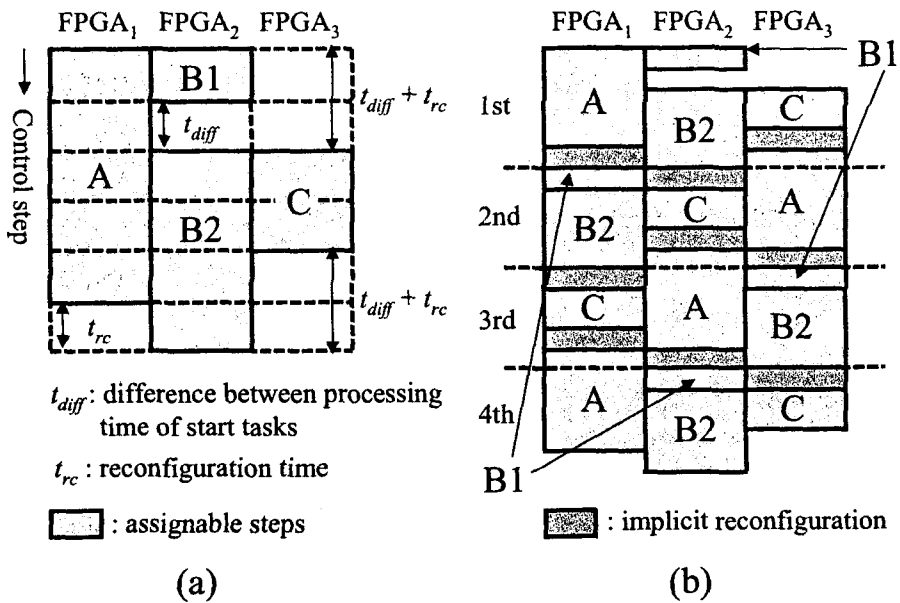 FPGA1 FPGA2 FPGA3
Control step
B1
tdiff
tdiff + trc
A
B2
C
tdiff + trc
trc
tdiff : difference between processing
time of start tasks
trc : reconfiguration time
: assignable steps
(a)
FPGA1 FPGA2 FPGA3
B1
1st
A
B2
C
2nd
B2
C
A
3rd
C
A
B2
4th
A
B2
C
B1
: implicit reconfiguration
(b)